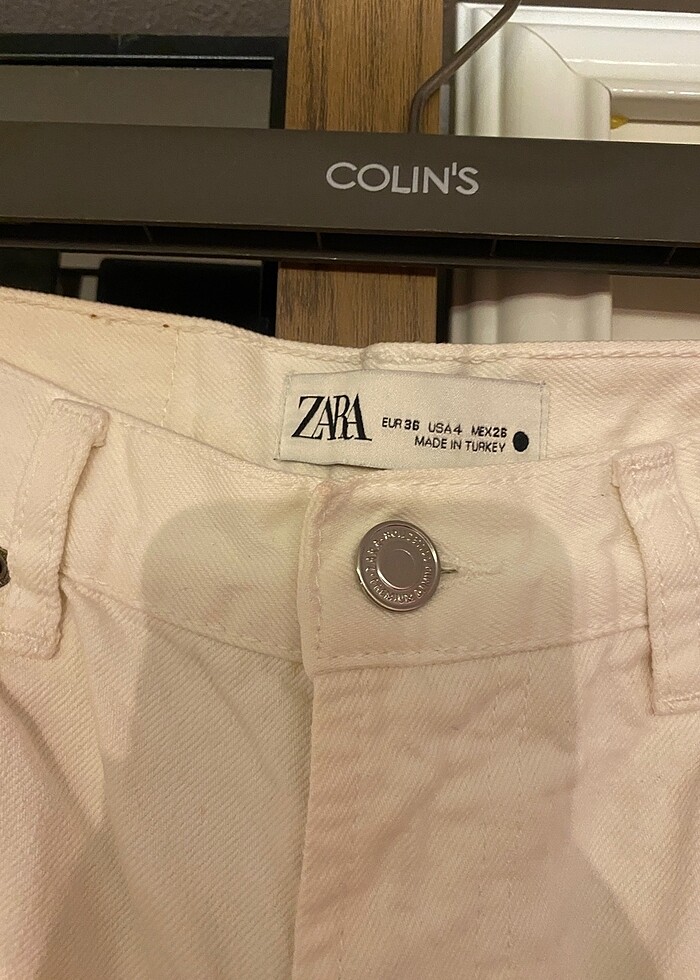 COLIN'S
ZARA
EUR 36 USA 4 MEX 26
MADE IN TURKEY